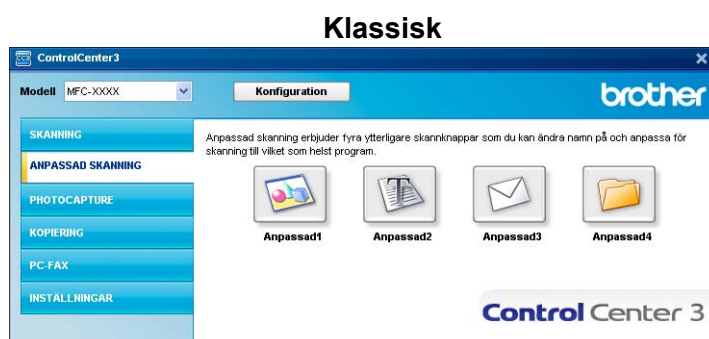 Klassisk
ControlCenter3
Modell MFC-XXXX Konfiguration brother
SKANNING
ANPASSAD SKANNING
PHOTOCAPTURE
KOPIERING
PC-FAX
INSTÄLLNINGAR
Anpassad skanning erbjuder fyra ytterligare skannknappar som du kan ändra namn på och anpassa för
skanning till vilket som helst program.
Anpassad1 Anpassad2 Anpassad3 Anpassad4
Control Center 3